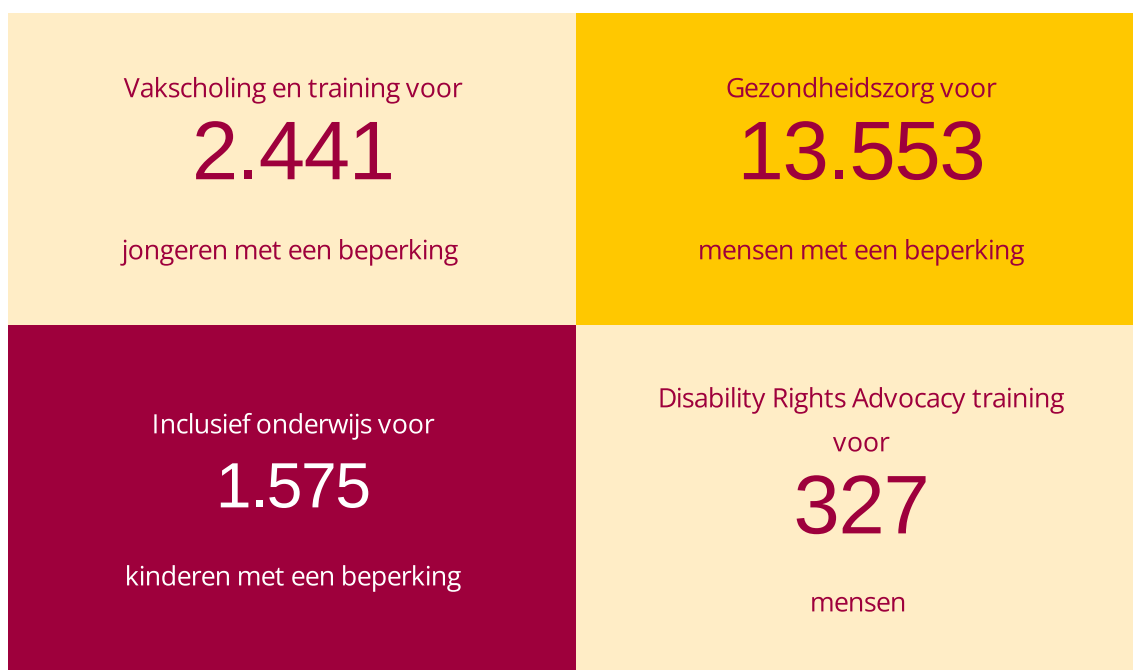 Vakscholing en training voor
2.441
jongeren met een beperking
Gezondheidszorg voor
13.553
mensen met een beperking
Inclusief onderwijs voor
1.575
kinderen met een beperking
Disability Rights Advocacy training
voor
327
mensen